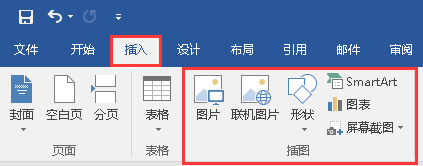 文件 开始 插入 设计 布局 引用 邮件 审阅
封面 空白页 分页 表格 图片 联机图片 形状 SmartArt
图表
屏幕截图
页面 表格 插图